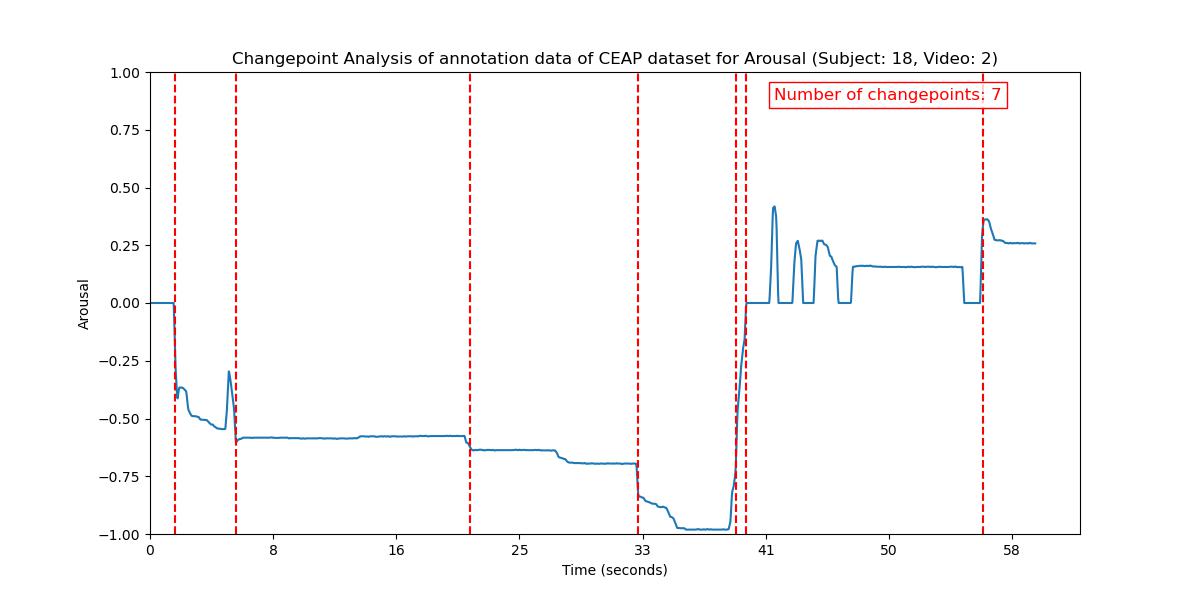 Changepoint Analysis of annotation data of CEAP dataset for Arousal (Subject: 18, Video: 2)
Number of changepoints: 7
1.00
0.75
0.50
0.25
0.00
−0.25
−0.50
−0.75
−1.00
Arousal
0 8 16 25 33 41 50 58
Time (seconds)